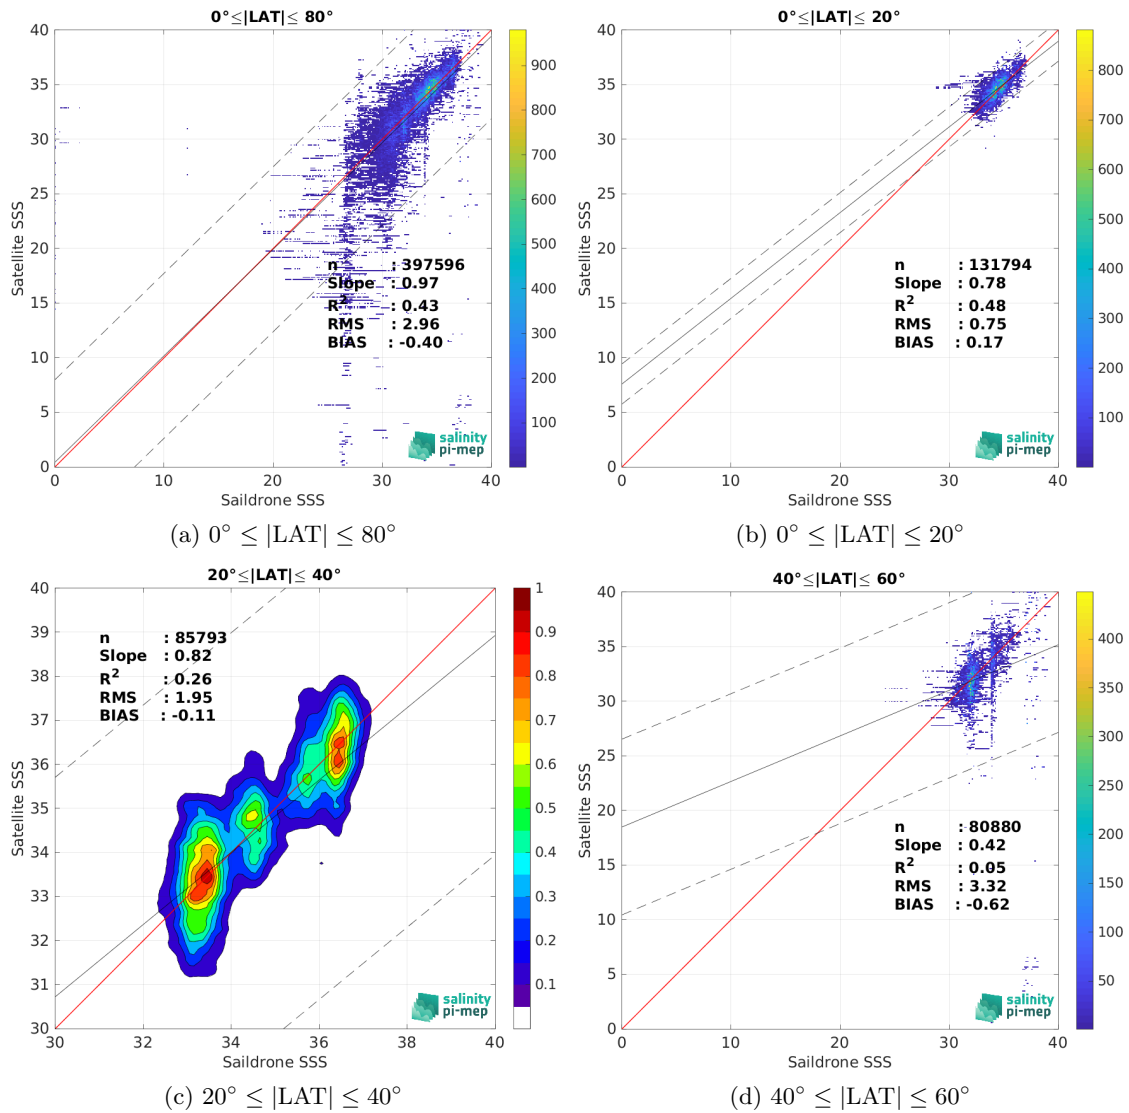 0°≤|LAT|≤ 80°
40
35
30
25
20
15
10
5
0
Satellite SSS
n : 397596
Slope : 0.97
R2 : 0.43
RMS : 2.96
BIAS : -0.40
salinity
pi-mep
0 10 20 30 40
Saildrone SSS
900
800
700
600
500
400
300
200
100
(a) 0° ≤ |LAT| ≤ 80°
0°≤|LAT|≤ 20°
40
35
30
25
20
15
10
5
0
Satellite SSS
n : 131794
Slope : 0.78
R2 : 0.48
RMS : 0.75
BIAS : 0.17
salinity
pi-mep
0 10 20 30 40
Saildrone SSS
800
700
600
500
400
300
200
100
(b) 0° ≤ |LAT| ≤ 20°
20°≤|LAT|≤ 40°
40
39
38
37
36
35
34
33
32
31
30
Satellite SSS
n : 85793
Slope : 0.82
R2 : 0.26
RMS : 1.95
BIAS : -0.11
salinity
pi-mep
30 32 34 36 38 40
Saildrone SSS
1
0.9
0.8
0.7
0.6
0.5
0.4
0.3
0.2
0.1
(c) 20° ≤ |LAT| ≤ 40°
40°≤|LAT|≤ 60°
40
35
30
25
20
15
10
5
0
Satellite SSS
n : 80880
Slope : 0.42
R2 : 0.05
RMS : 3.32
BIAS : -0.62
salinity
pi-mep
0 10 20 30 40
Saildrone SSS
400
350
300
250
200
150
100
50
(d) 40° ≤ |LAT| ≤ 60°